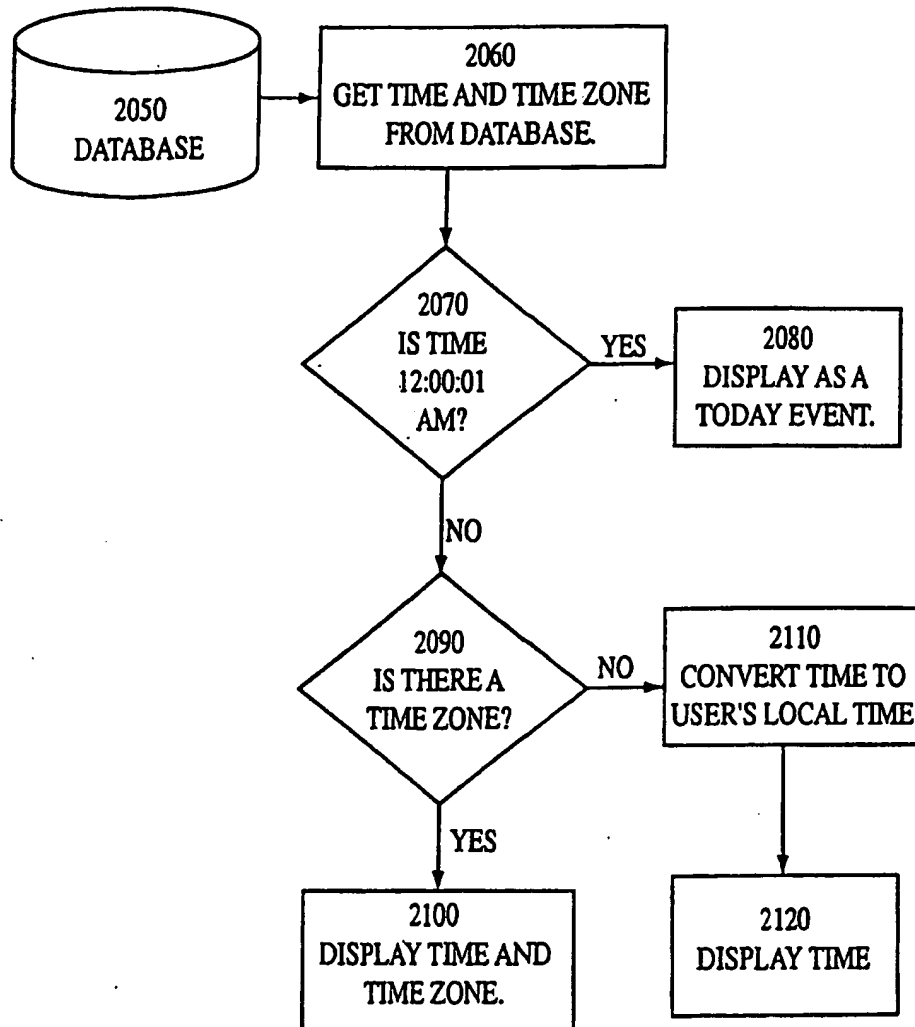 2050
DATABASE
2060
GET TIME AND TIME ZONE
FROM DATABASE.
2070
IS TIME
12:00:01
AM?
YES
2080
DISPLAY AS A
TODAY EVENT.
NO
2090
IS THERE A
TIME ZONE?
NO
2110
CONVERT TIME TO
USER'S LOCAL TIME
YES
2100
DISPLAY TIME AND
TIME ZONE.
2120
DISPLAY TIME